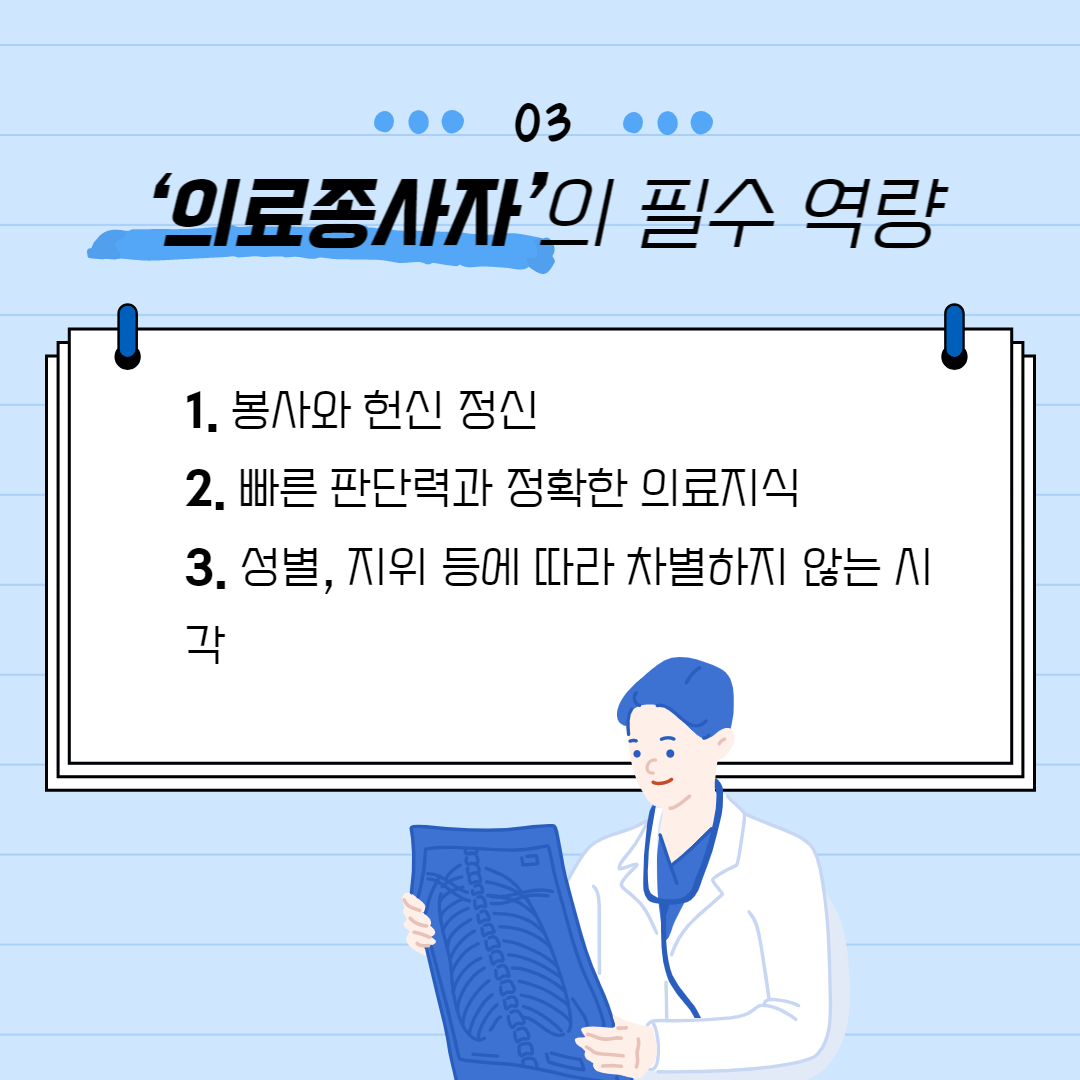 03
‘의료종사자’의 필수 역량
1. 봉사와 헌신 정신
2. 빠른 판단력과 정확한 의료지식
3. 성별, 지위 등에 따라 차별하지 않는 시
각